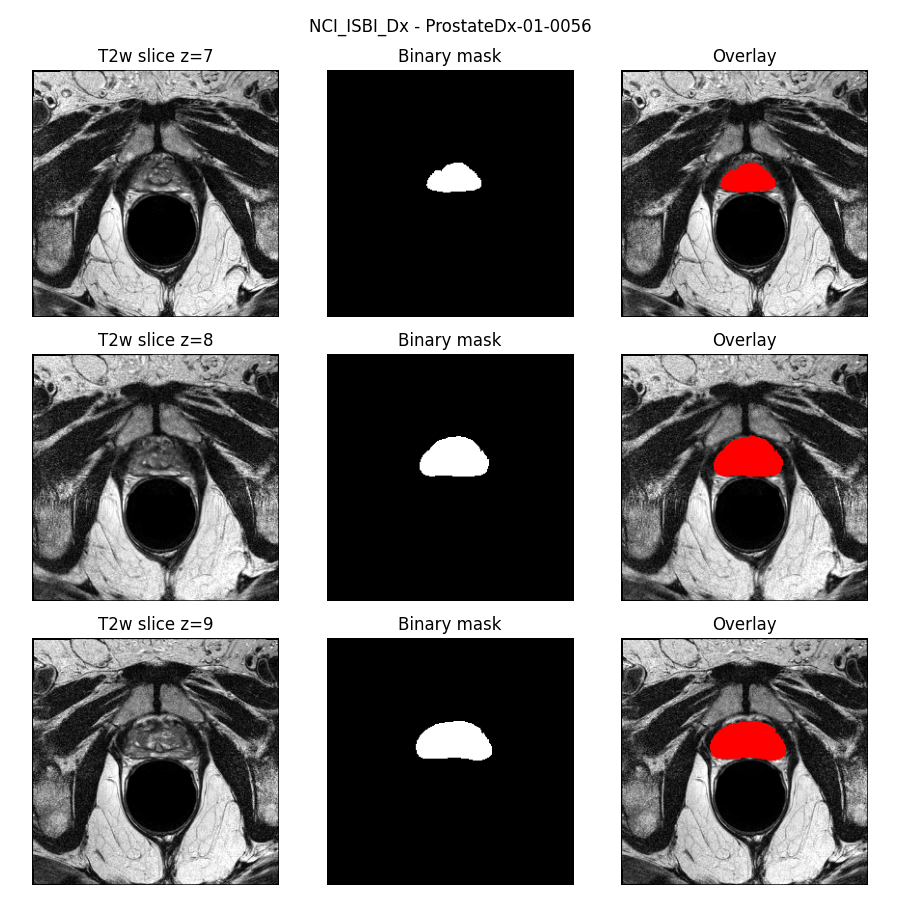 NCI_ISBI_Dx - ProstateDx-01-0056
T2w slice z=7
Binary mask
Overlay
T2w slice z=8
Binary mask
Overlay
T2w slice z=9
Binary mask
Overlay